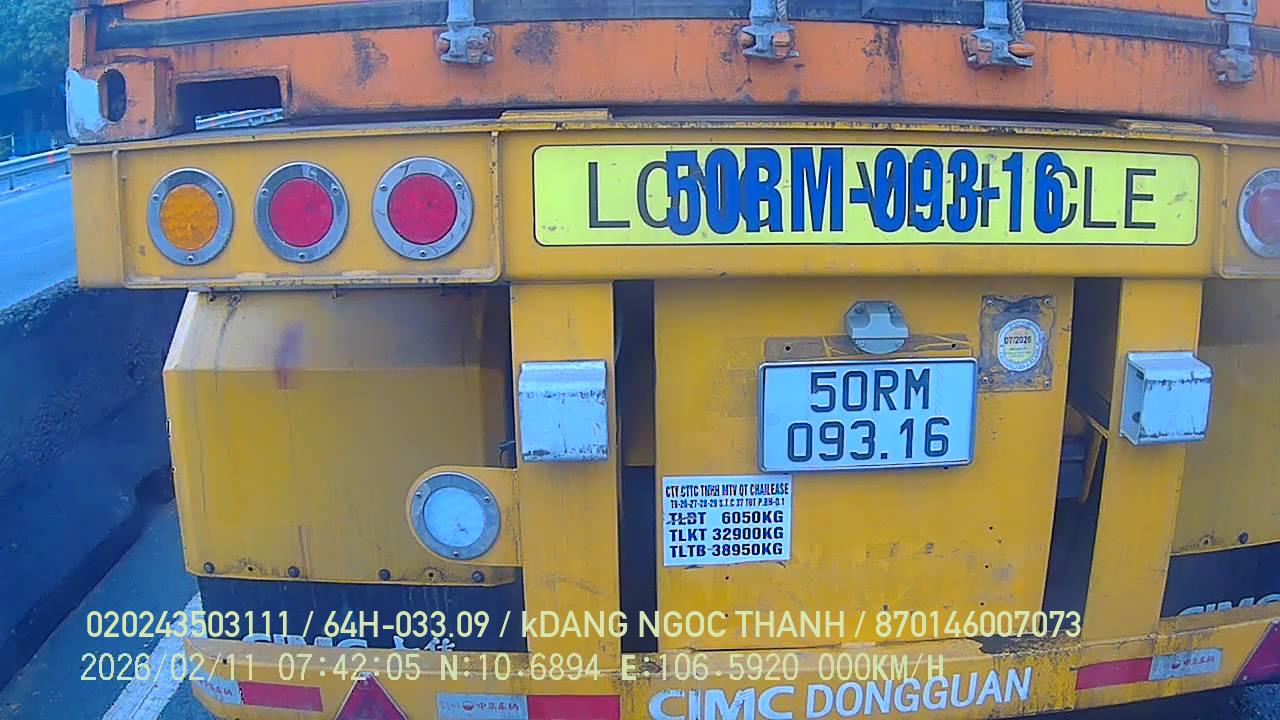 LONG VEHICLE
50RM-093-16
07/2026
50RM
093.16
CTY CTTC TNHH MTV QT CHAILEASE
TLBT 6050KG
TLKT 32900KG
TLTB 38950KG
020243503111 / 64H-033.09 / kDANG NGOC THANH / 870146007073
2026/02/11 07:42:05 N:10.6894 E:106.5920 000KM/H
CIMC DONGGUAN